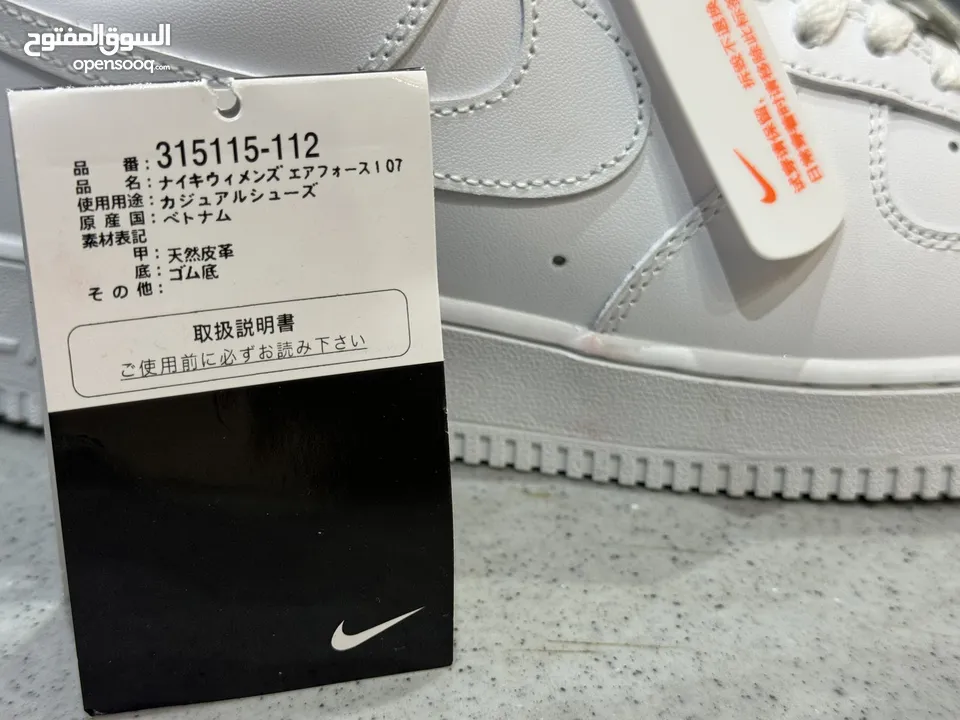 السوق المفتوح
opensooq.com
品 番：315115-112
品 名：ナイキウィメンズ エアフォース１ 07
使用用途：カジュアルシューズ
原 産 国：ベトナム
素材表記
甲：天然皮革
底：ゴム底
そ の 他：
取扱説明書
ご使用前に必ずお読み下さい